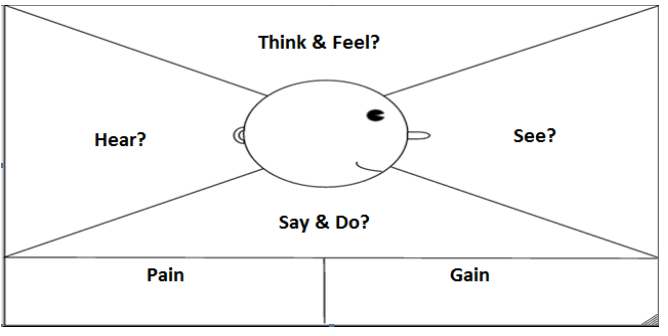 Think & Feel?
Hear?
See?
Say & Do?
Pain
Gain